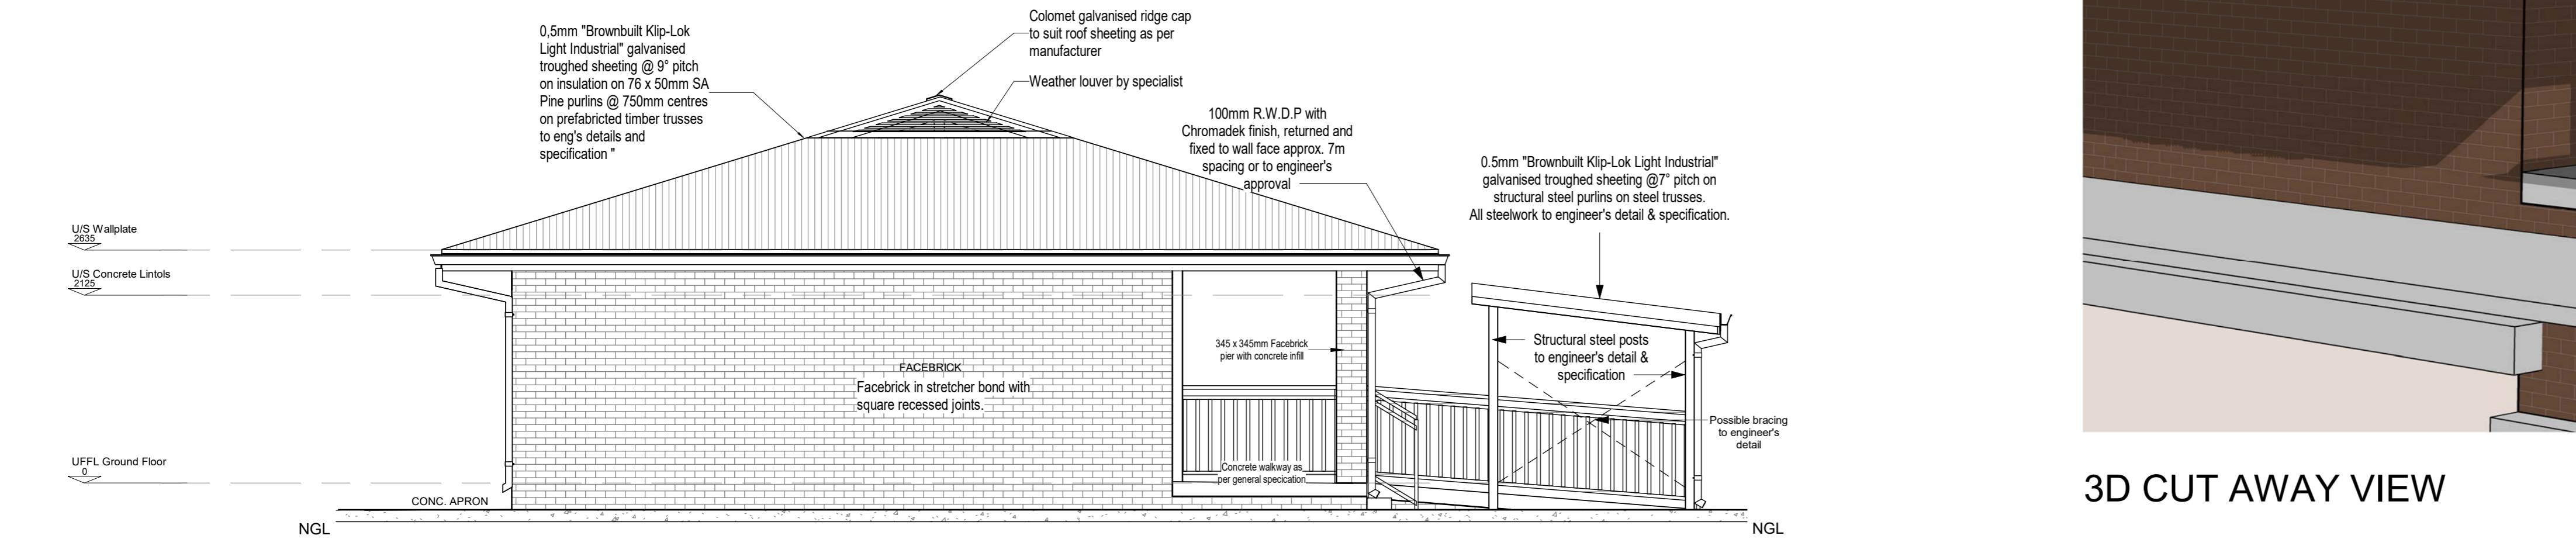 0,5mm "Brownbuilt Klip-Lok
Light Industrial" galvanised
troughed sheeting @ 9° pitch
on insulation on 76 x 50mm SA
Pine purlins @ 750mm centres
on prefabricted timber trusses
to eng's details and
specification "
Colomet galvanised ridge cap
to suit roof sheeting as per
manufacturer
Weather louver by specialist
100mm R.W.D.P with
Chromadek finish, returned and
fixed to wall face approx. 7m
spacing or to engineer's
approval
0.5mm "Brownbuilt Klip-Lok Light Industrial"
galvanised troughed sheeting @7° pitch on
structural steel purlins on steel trusses.
All steelwork to engineer's detail & specification.
U/S Wallplate
2635
U/S Concrete Lintols
2125
345 x 345mm Facebrick
pier with concrete infill
Structural steel posts
to engineer's detail &
specification
FACEBRICK
Facebrick in stretcher bond with
square recessed joints.
Possible bracing
to engineer's
detail
UFFL Ground Floor
0
Concrete walkway as
per general specication
CONC. APRON
NGL
NGL
3D CUT AWAY VIEW